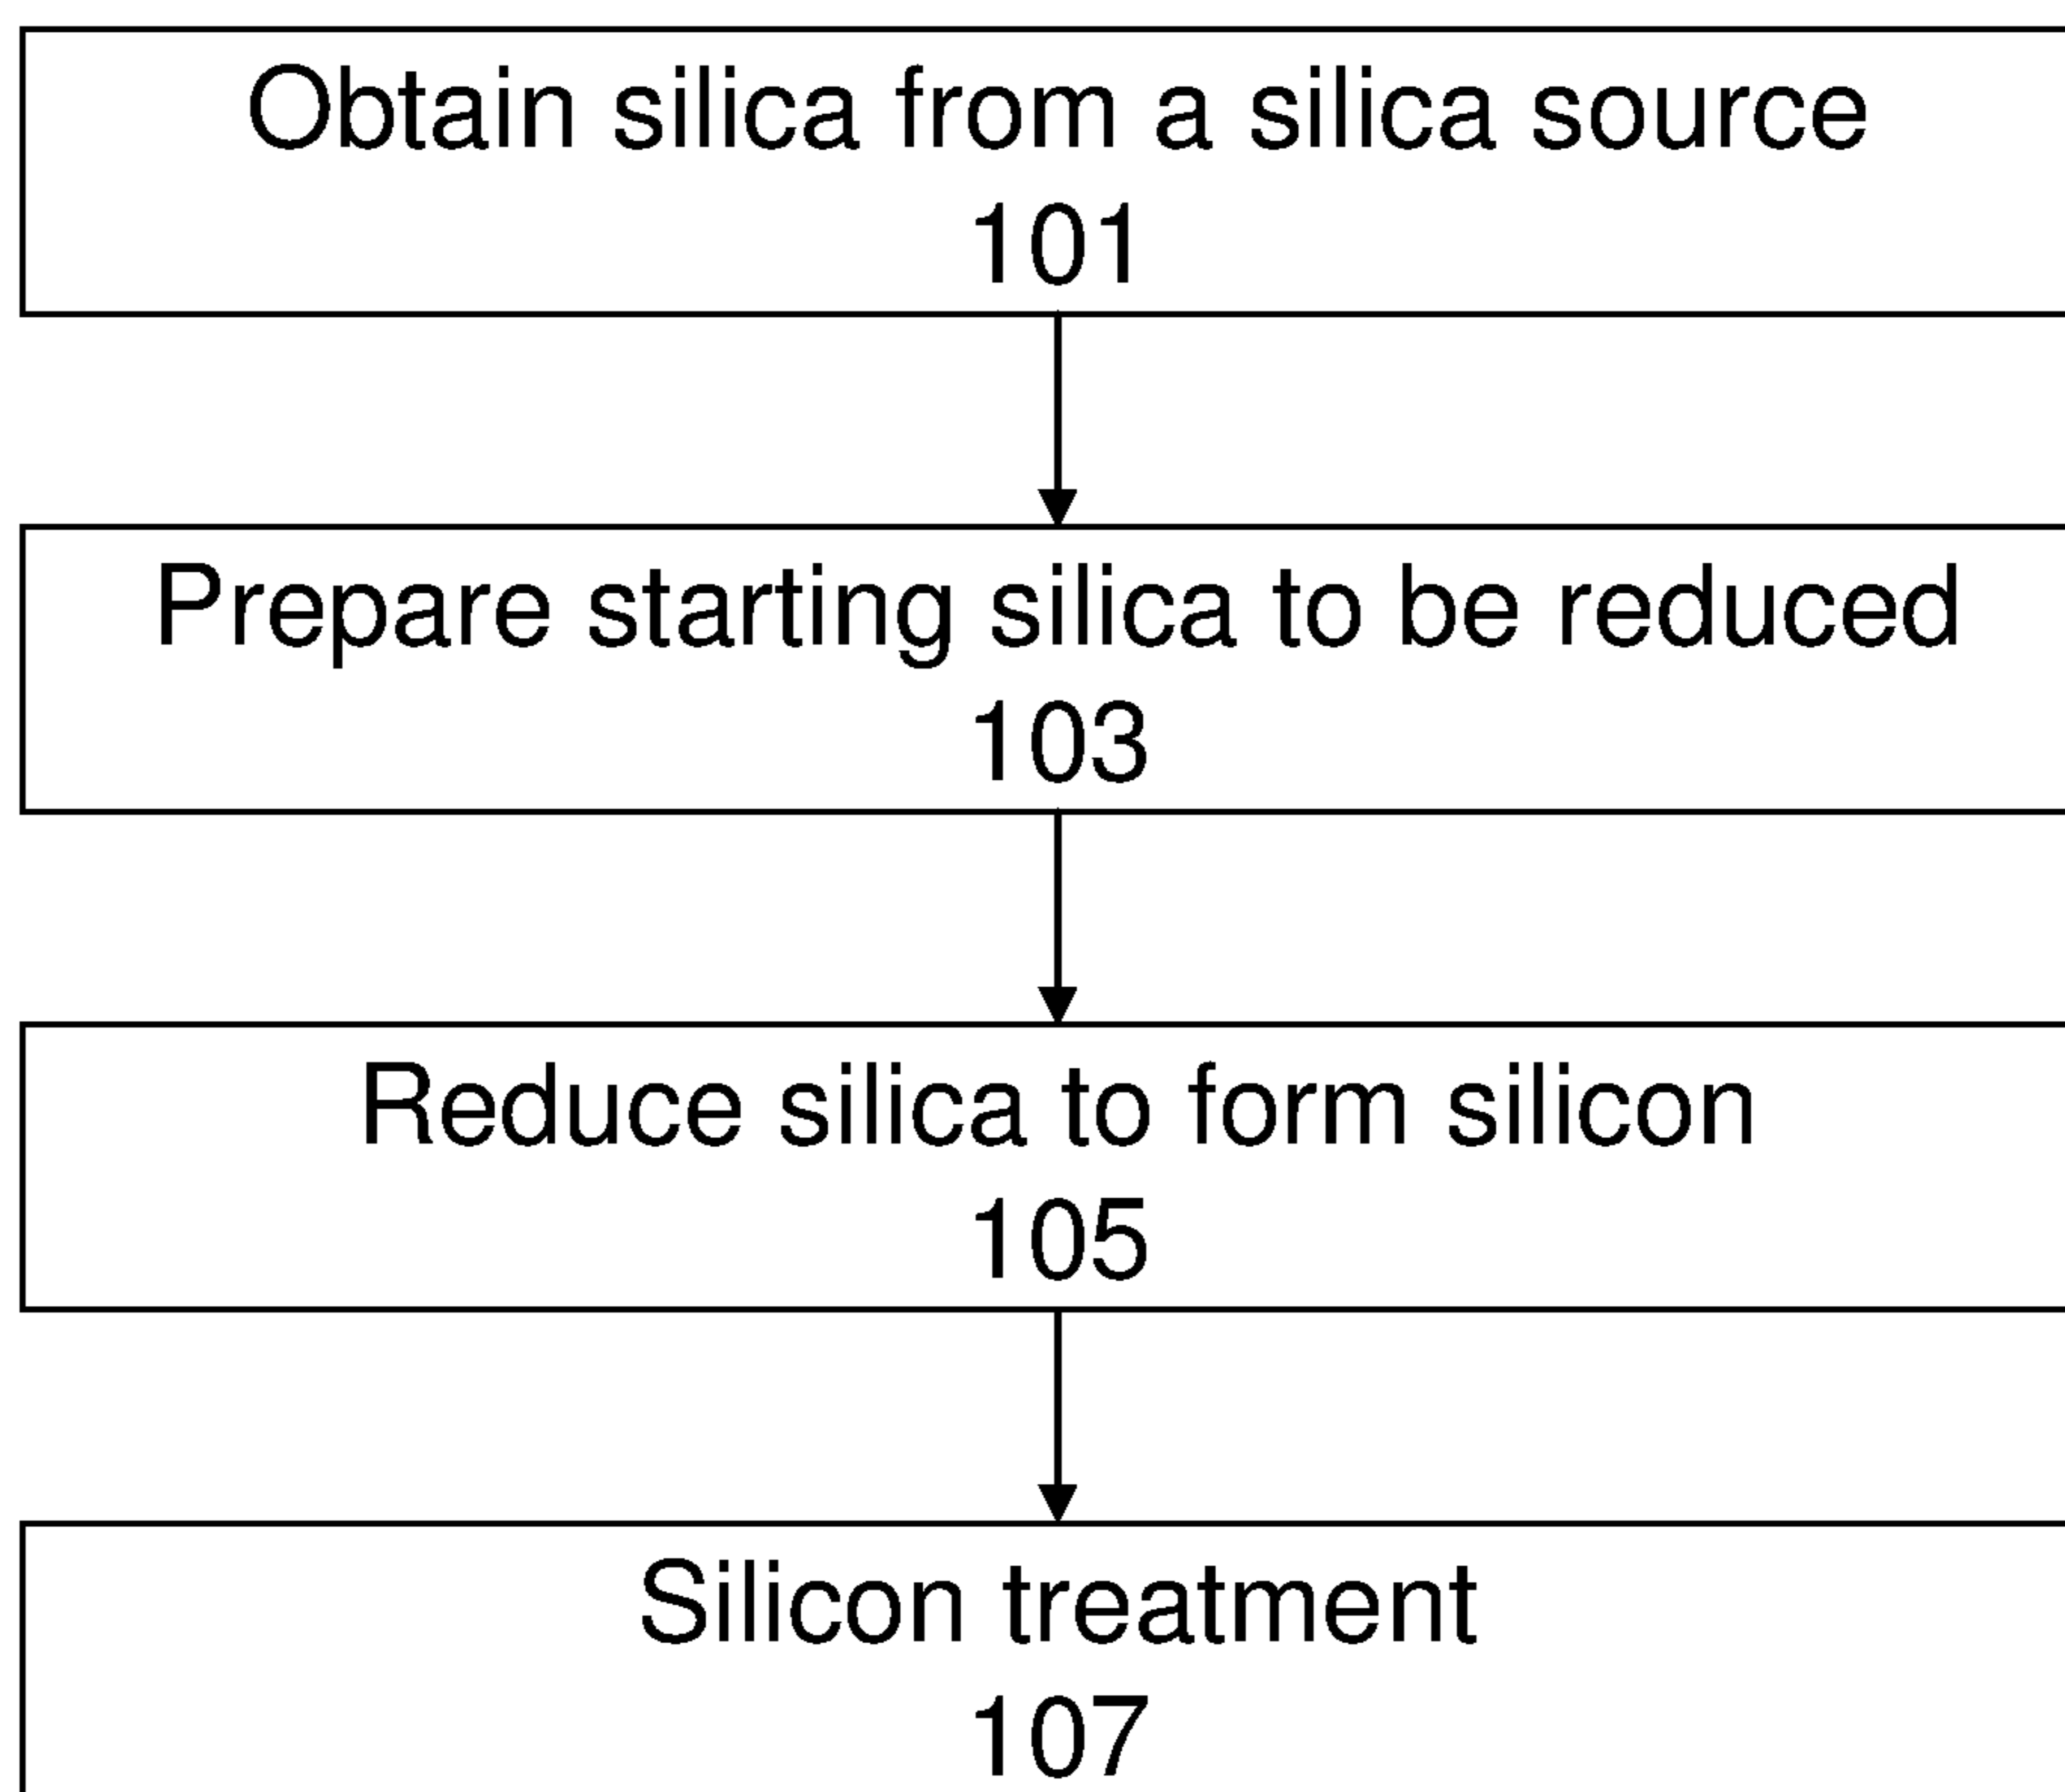 Obtain silica from a silica source
101
Prepare starting silica to be reduced
103
Reduce silica to form silicon
105
Silicon treatment
107